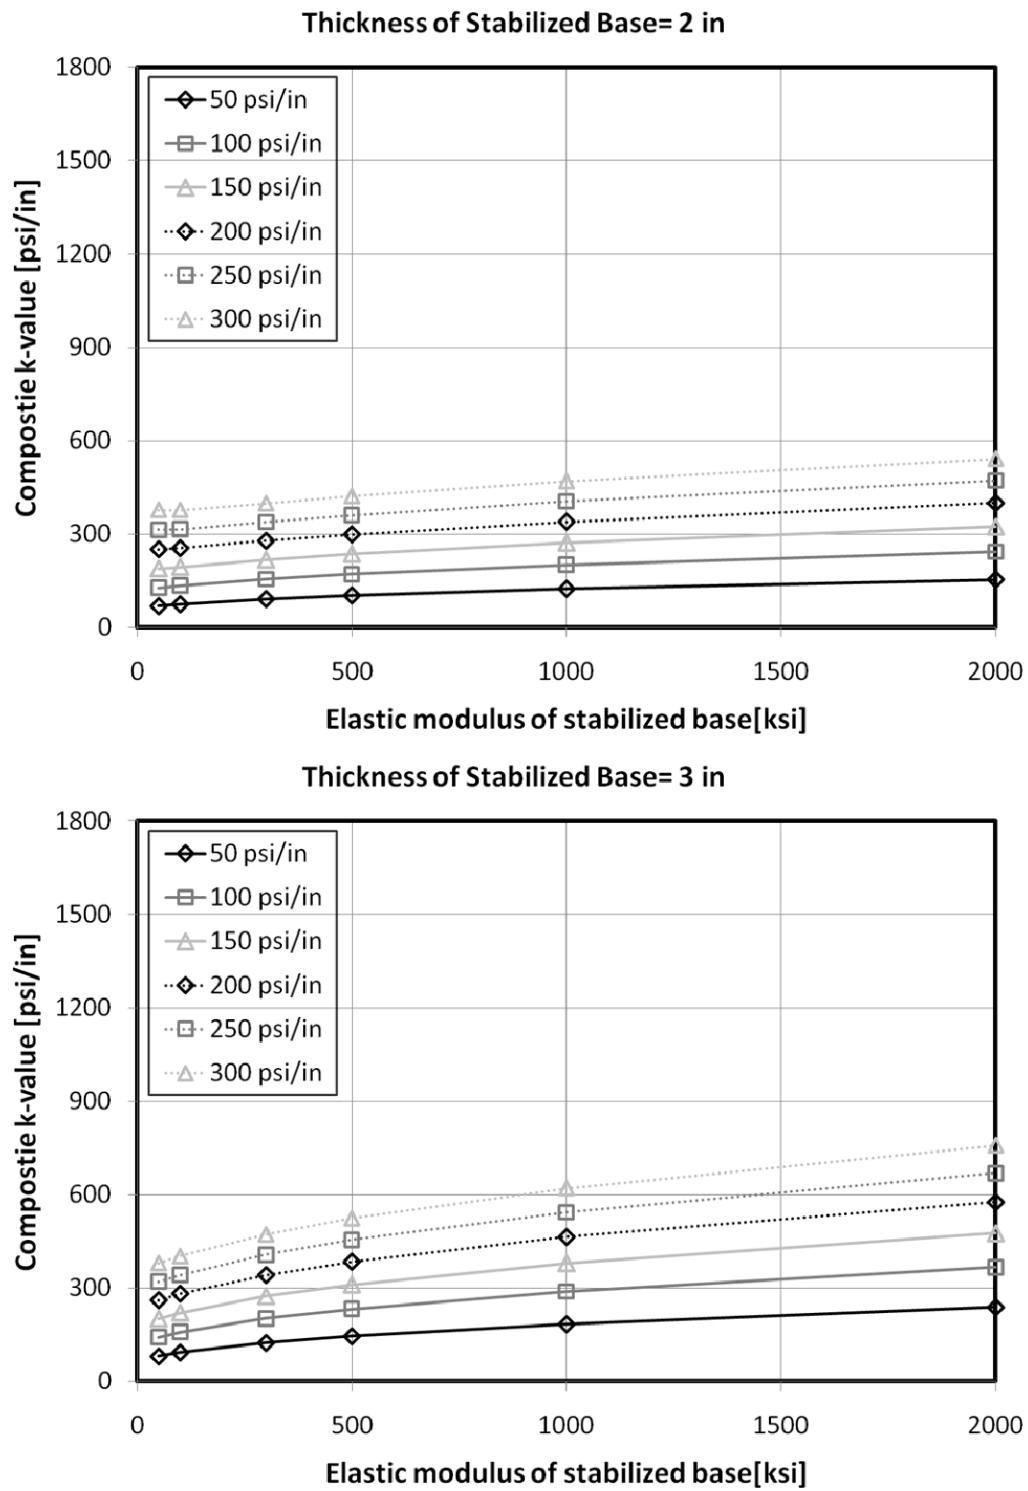 Thickness of Stabilized Base= 2 in
1800
1500
1200
900
600
300
0
Compostie k-value [psi/in]
50 psi/in
100 psi/in
150 psi/in
200 psi/in
250 psi/in
300 psi/in
0 500 1000 1500 2000
Elastic modulus of stabilized base[ksi]
Thickness of Stabilized Base= 3 in
1800
1500
1200
900
600
300
0
Compostie k-value [psi/in]
50 psi/in
100 psi/in
150 psi/in
200 psi/in
250 psi/in
300 psi/in
0 500 1000 1500 2000
Elastic modulus of stabilized base[ksi]